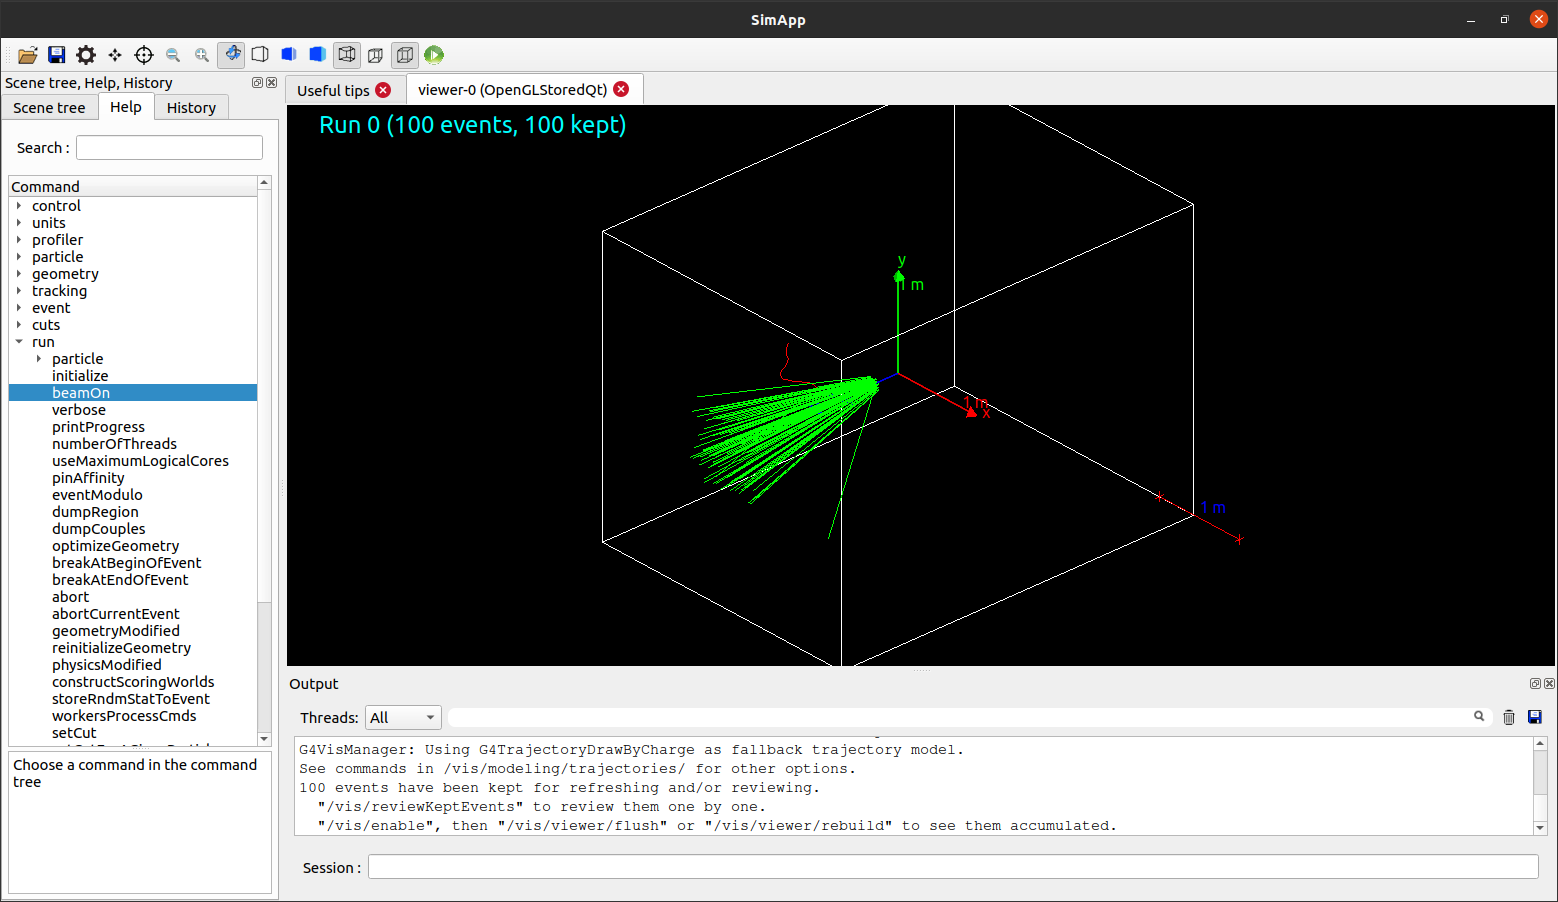 SimApp
Scene tree, Help, History
Scene tree
Help
History
Search :
Command
control
units
profiler
particle
geometry
tracking
event
cuts
run
particle
initialize
beamOn
verbose
printProgress
numberOfThreads
useMaximumLogicalCores
pinAffinity
eventModulo
dumpRegion
dumpCouples
optimizeGeometry
breakAtBeginOfEvent
breakAtEndOfEvent
abort
abortCurrentEvent
geometryModified
reinitializeGeometry
physicsModified
constructScoringWorlds
storeRndmStatToEvent
workersProcessCmds
setCut
Choose a command in the command
tree
Useful tips
viewer-0 (OpenGLStoredQt)
Run 0 (100 events, 100 kept)
y
1 m
1 m
x
1 m
Output
Threads:
All
G4VisManager: Using G4TrajectoryDrawByCharge as fallback trajectory model.
See commands in /vis/modeling/trajectories/ for other options.
100 events have been kept for refreshing and/or reviewing.
"/vis/reviewKeptEvents" to review them one by one.
"/vis/enable", then "/vis/viewer/flush" or "/vis/viewer/rebuild" to see them accumulated.
Session :